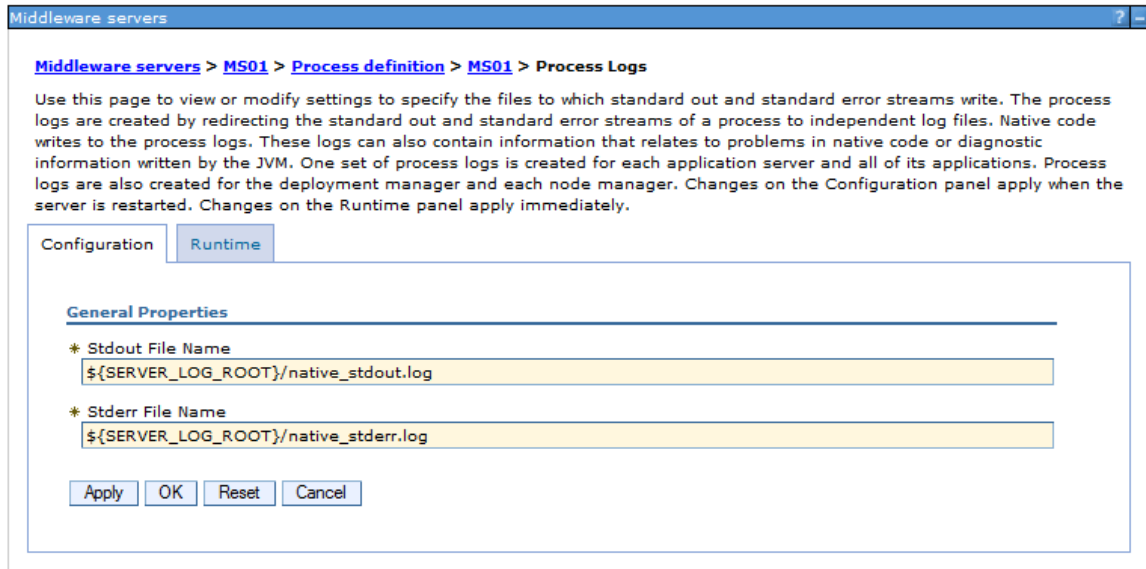 Middleware servers ? –
Middleware servers > MS01 > Process definition > MS01 > Process Logs
Use this page to view or modify settings to specify the files to which standard out and standard error streams write. The process
logs are created by redirecting the standard out and standard error streams of a process to independent log files. Native code
writes to the process logs. These logs can also contain information that relates to problems in native code or diagnostic
information written by the JVM. One set of process logs is created for each application server and all of its applications. Process
logs are also created for the deployment manager and each node manager. Changes on the Configuration panel apply when the
server is restarted. Changes on the Runtime panel apply immediately.
Configuration Runtime
General Properties
* Stdout File Name
${SERVER_LOG_ROOT}/native_stdout.log
* Stderr File Name
${SERVER_LOG_ROOT}/native_stderr.log
Apply OK Reset Cancel